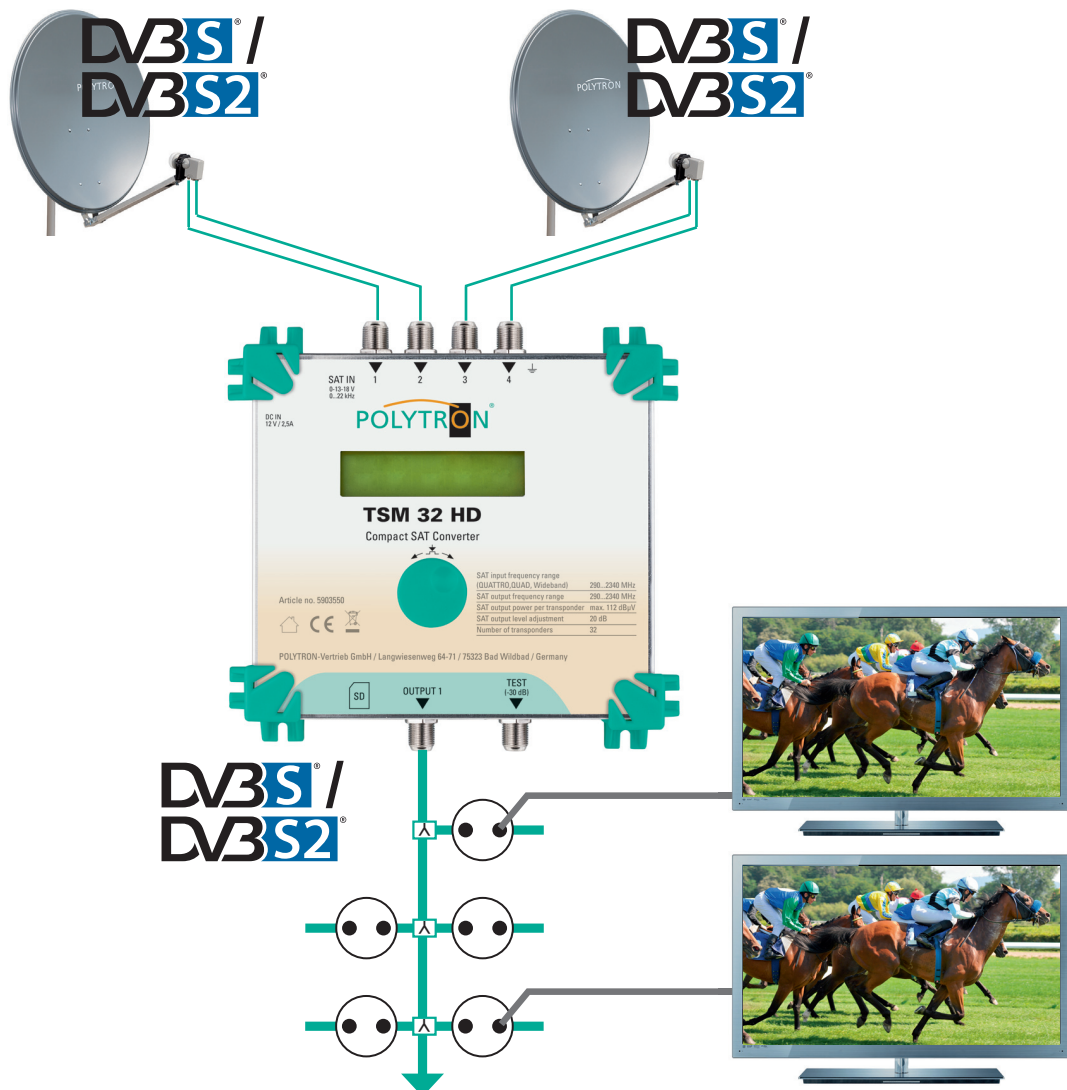 DVB S® /
DVB S2®
POLYTRON
DVB S® /
DVB S2®
POLYTRON
SAT IN
0-13-18 V
0...22 kHz
1 2 3 4
DC IN
12 V / 2,5A
POLYTRON®
TSM 32 HD
Compact SAT Converter
SAT input frequency range
(QUATTRO,QUAD, Wideband) 290...2340 MHz
SAT output frequency range 290...2340 MHz
SAT output power per transponder max. 112 dBµV
SAT output level adjustment 20 dB
Number of transponders 32
Article no. 5903550
CE
POLYTRON-Vertrieb GmbH / Langwiesenweg 64-71 / 75323 Bad Wildbad / Germany
SD
OUTPUT 1
TEST
(-30 dB)
DVB S® /
DVB S2®